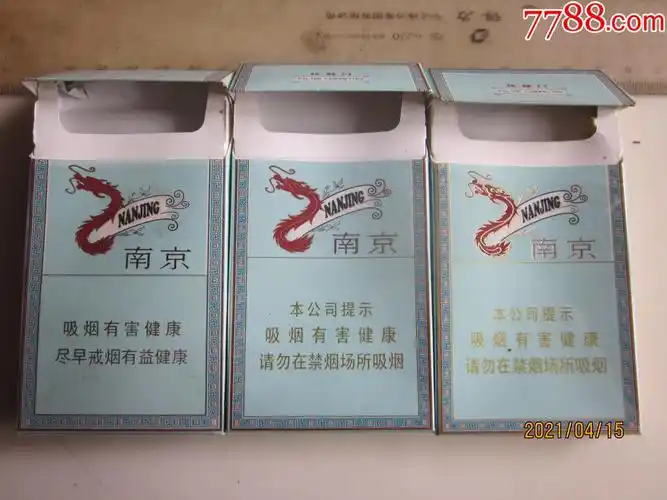 7788.com
得力
NANJING
南京
吸烟有害健康
尽早戒烟有益健康
NANJING
南京
本公司提示
吸烟有害健康
请勿在禁烟场所吸烟
NANJING
南京
本公司提示
吸烟有害健康
请勿在禁烟场所吸烟
2021/04/15